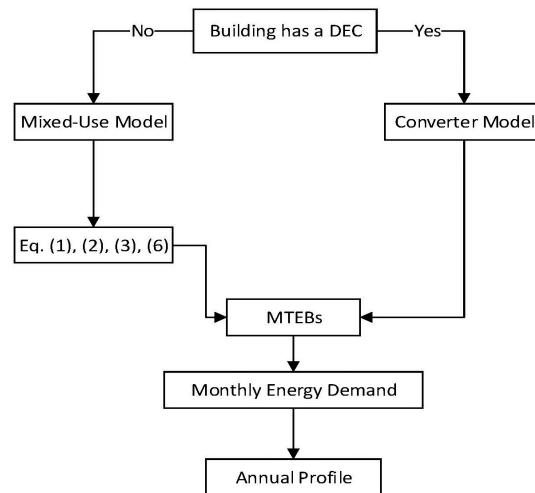 No
Building has a DEC
Yes
Mixed-Use Model
Converter Model
Eq. (1), (2), (3), (6)
MTEBs
Monthly Energy Demand
Annual Profile